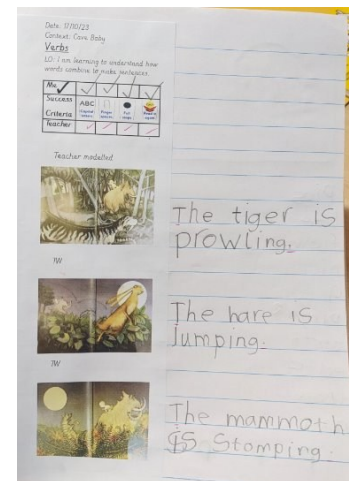 Date: 17/10/23
Context: Cave Baby
Verbs
LO: I am learning to understand how
words combine to make sentences.
Me
Success
Criteria
ABC
Teacher
Teacher modelled
The tiger is
prowling.
IW
The hare is
Jumping.
IW
The mammoth
is Stomping.